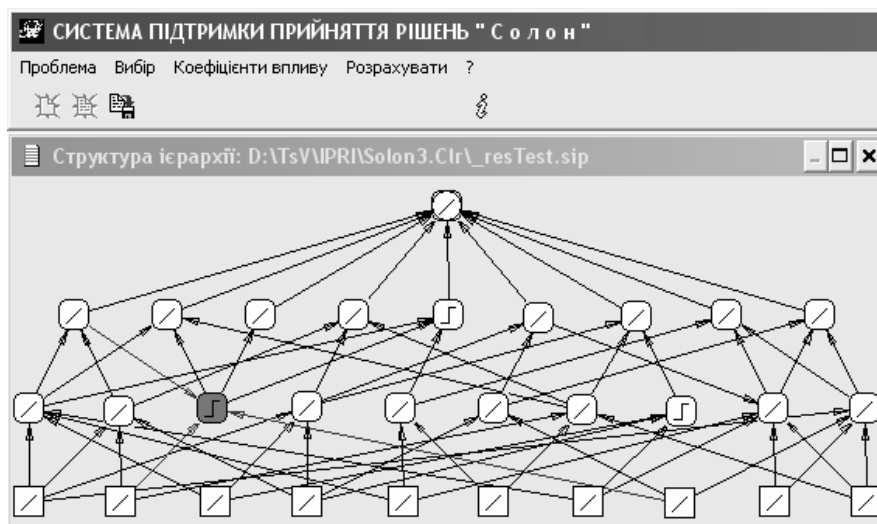 СИСТЕМА ПІДТРИМКИ ПРИЙНЯТТЯ РІШЕНЬ " С о л о н "
Проблема Вибір Коефіцієнти впливу Розрахувати ?
Структура ієрархії: D:\TsV\IPRI\Solon3.Clr\_resTest.sip